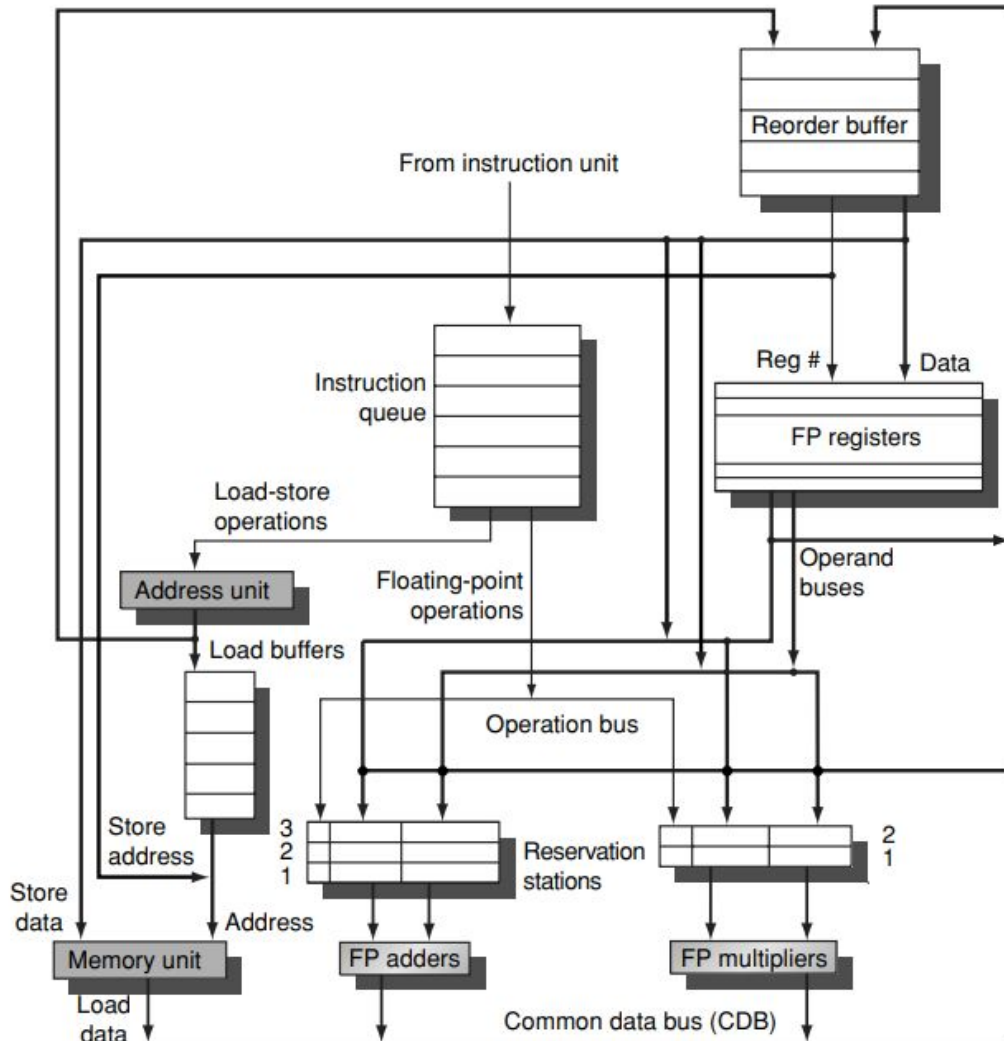 Reorder buffer
From instruction unit
Reg #
Data
Instruction
queue
FP registers
Load-store
operations
Operand
buses
Address unit
Floating-point
operations
Load buffers
Operation bus
Store
address
3
2
1
Reservation
stations
2
1
Store
data
Address
Memory unit
FP adders
FP multipliers
Load
data
Common data bus (CDB)